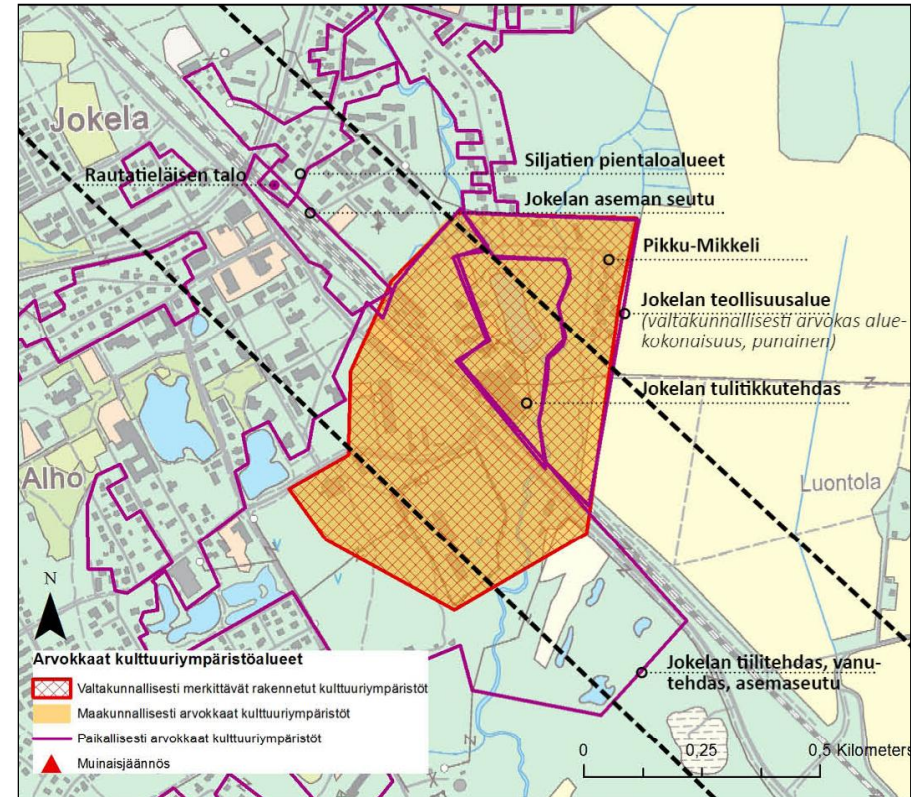 Jokela
Siljatien pientaloalueet
Rautatieläisen talo
Jokelan aseman seutu
Pikku-Mikkeli
Jokelan teollisuusalue
(valtakunnallisesti arvokas alue-
kokonaisuus, punainen)
Jokelan tulitikkutehdas
Alho
Luontola
N
Jokelan tiilitehdas, vanu-
tehdas, asemaseutu
Arvokkaat kulttuuriympäristöalueet
Valtakunnallisesti merkittävät rakennetut kulttuuriympäristöt
Maakunnallisesti arvokkaat kulttuuriympäristöt
Paikallisesti arvokkaat kulttuuriympäristöt
Muinaisjäännös
0 0,25 0,5 Kilometers